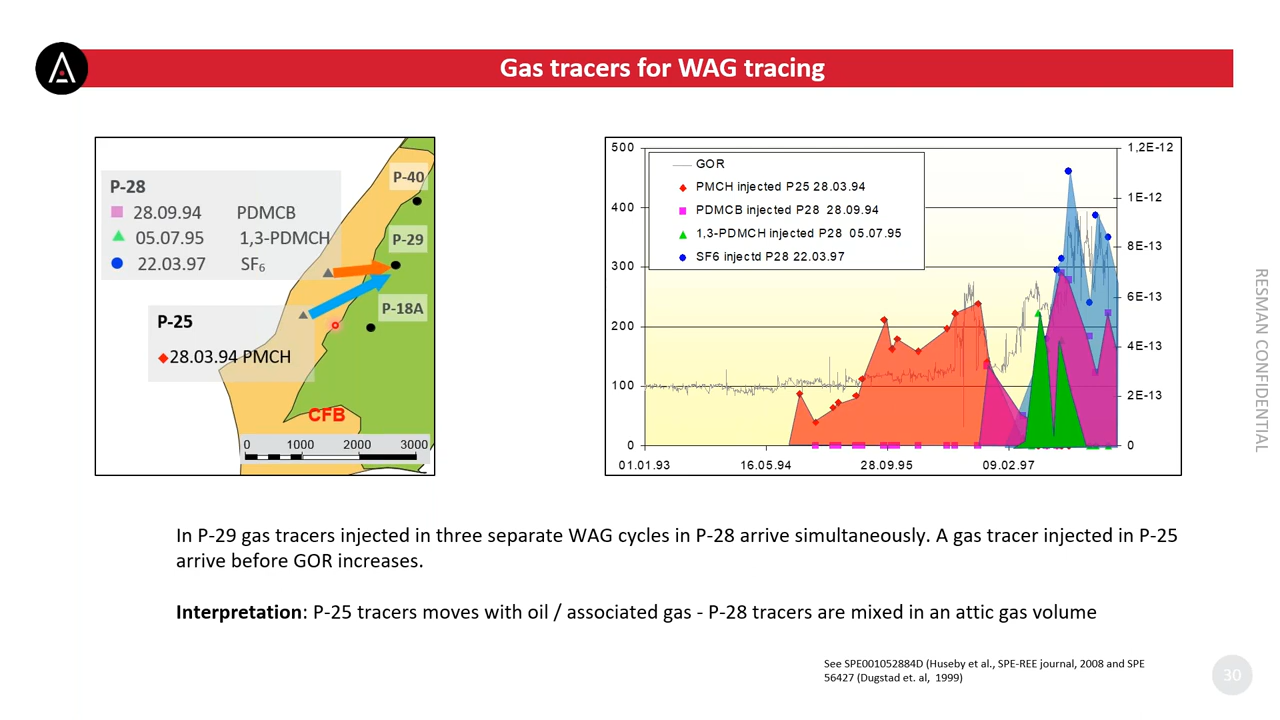 Gas tracers for WAG tracing
P-28
28.09.94 PDMCB
05.07.95 1,3-PDMCH
22.03.97 SF₆
P-25
28.03.94 PMCH
P-40
P-29
P-18A
CFB
0 1000 2000 3000
500
400
300
200
100
0
GOR
PMCH injected P25 28.03.94
PDMCB injected P28 28.09.94
1,3-PDMCH injected P28 05.07.95
SF6 injectd P28 22.03.97
1,2E-12
1E-12
8E-13
6E-13
4E-13
2E-13
0
01.01.93 16.05.94 28.09.95 09.02.97
In P-29 gas tracers injected in three separate WAG cycles in P-28 arrive simultaneously. A gas tracer injected in P-25
arrive before GOR increases.
Interpretation: P-25 tracers moves with oil / associated gas - P-28 tracers are mixed in an attic gas volume
See SPE001052884D (Huseby et al., SPE-REE journal, 2008 and SPE
56427 (Dugstad et. al, 1999)
30
RESMAN CONFIDENTIAL